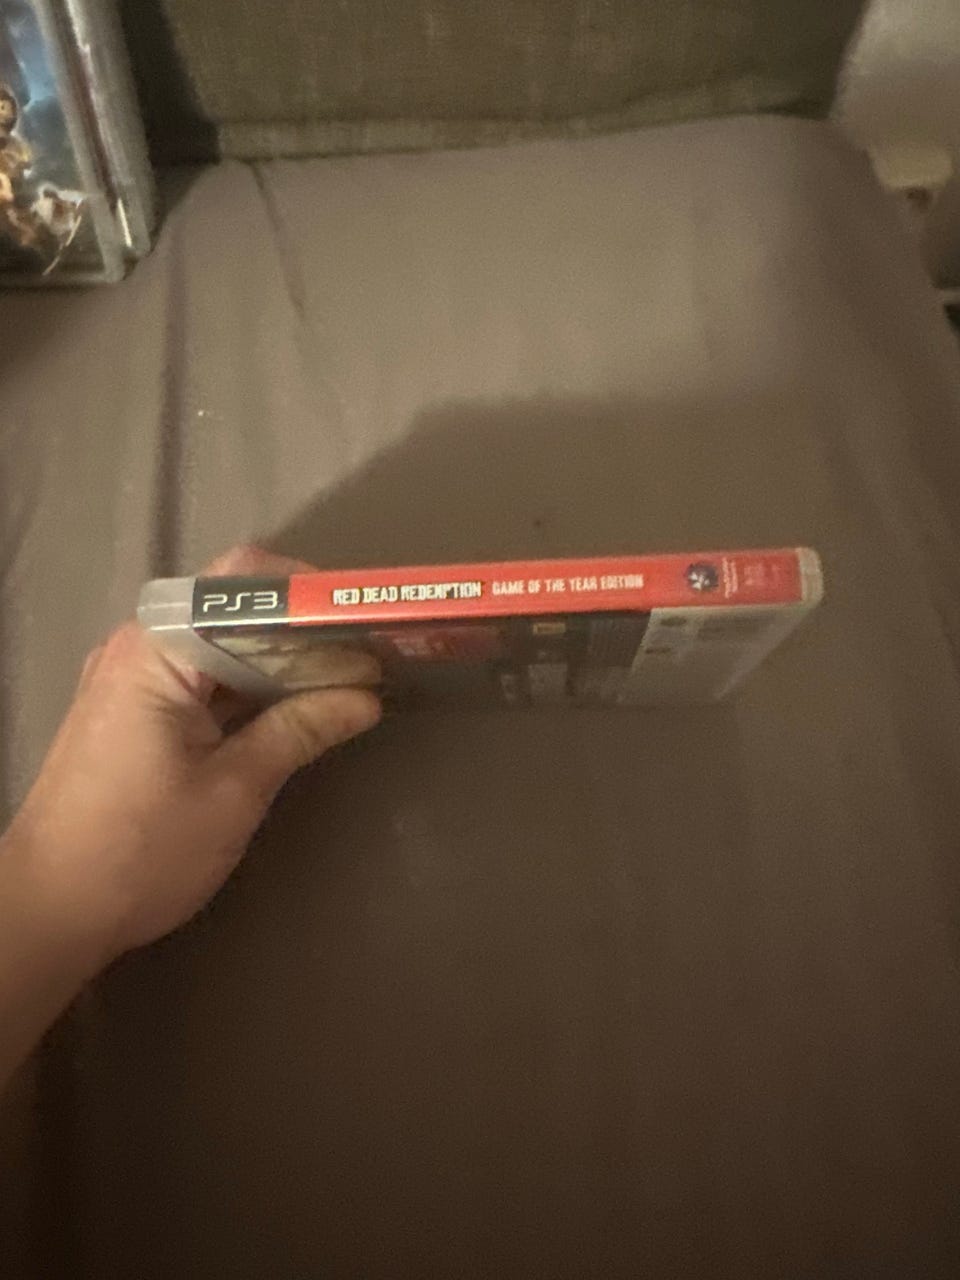 PS3 RED DEAD REDEMPTION GAME OF THE YEAR EDITION